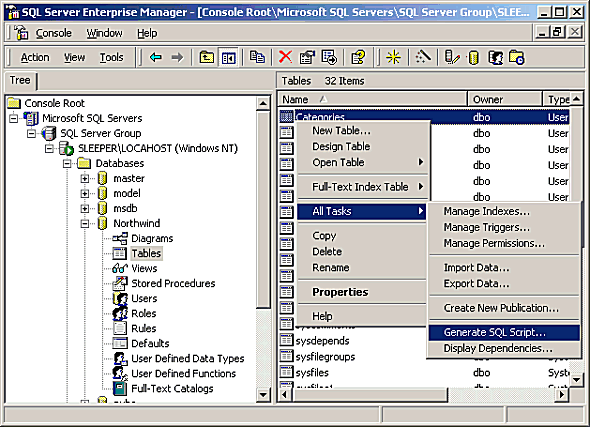 SQL Server Enterprise Manager - [Console Root\Microsoft SQL Servers\SQL Server Group\SLEE...
Console Window Help
Action View Tools
Tree
Tables 32 Items
Console Root
Microsoft SQL Servers
SQL Server Group
SLEEPER\LOCAHOST (Windows NT)
Databases
master
model
msdb
Northwind
Diagrams
Tables
Views
Stored Procedures
Users
Roles
Rules
Defaults
User Defined Data Types
User Defined Functions
Full-Text Catalogs
Name Owner Type
Categories dbo User
dbo User
dbo User
dbo User
dbo User
dbo User
New Table...
Design Table
Open Table
Full-Text Index Table
All Tasks
Copy
Delete
Rename
Properties
Help
Manage Indexes...
Manage Triggers...
Manage Permissions...
Import Data...
Export Data...
Create New Publication...
Generate SQL Script...
Display Dependencies...
sysdepends
sysfilegroups
sysfiles dbo Syst
sysfiles1 dbo